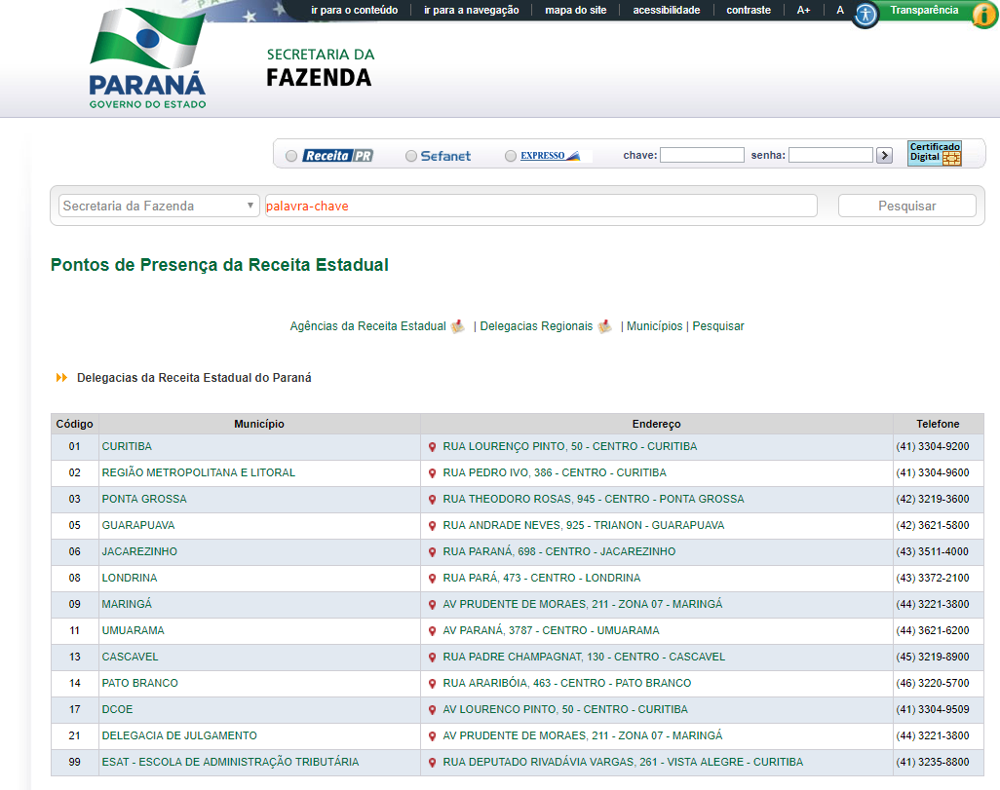 ir para o conteúdo ir para a navegação mapa do site acessibilidade contraste A+ A Transparência
PARANÁ
GOVERNO DO ESTADO
SECRETARIA DA
FAZENDA
Receita PR Sefanet EXPRESSO chave: senha: > Certificado Digital
Secretaria da Fazenda palavra-chave Pesquisar
Pontos de Presença da Receita Estadual
Agências da Receita Estadual | Delegacias Regionais | Municípios | Pesquisar
Delegacias da Receita Estadual do Paraná
Código Município Endereço Telefone
01 CURITIBA RUA LOURENÇO PINTO, 50 - CENTRO - CURITIBA (41) 3304-9200
02 REGIÃO METROPOLITANA E LITORAL RUA PEDRO IVO, 386 - CENTRO - CURITIBA (41) 3304-9600
03 PONTA GROSSA RUA THEODORO ROSAS, 945 - CENTRO - PONTA GROSSA (42) 3219-3600
05 GUARAPUAVA RUA ANDRADE NEVES, 925 - TRIANON - GUARAPUAVA (42) 3621-5800
06 JACAREZINHO RUA PARANÁ, 698 - CENTRO - JACAREZINHO (43) 3511-4000
08 LONDRINA RUA PARÁ, 473 - CENTRO - LONDRINA (43) 3372-2100
09 MARINGÁ AV PRUDENTE DE MORAES, 211 - ZONA 07 - MARINGÁ (44) 3221-3800
11 UMUARAMA AV PARANÁ, 3787 - CENTRO - UMUARAMA (44) 3621-6200
13 CASCAVEL RUA PADRE CHAMPAGNAT, 130 - CENTRO - CASCAVEL (45) 3219-8900
14 PATO BRANCO RUA ARARIBÓIA, 463 - CENTRO - PATO BRANCO (46) 3220-5700
17 DCOE AV LOURENCO PINTO, 50 - CENTRO - CURITIBA (41) 3304-9509
21 DELEGACIA DE JULGAMENTO AV PRUDENTE DE MORAES, 211 - ZONA 07 - MARINGÁ (44) 3221-3800
99 ESAT - ESCOLA DE ADMINISTRAÇÃO TRIBUTÁRIA RUA DEPUTADO RIVADÁVIA VARGAS, 261 - VISTA ALEGRE - CURITIBA (41) 3235-8800